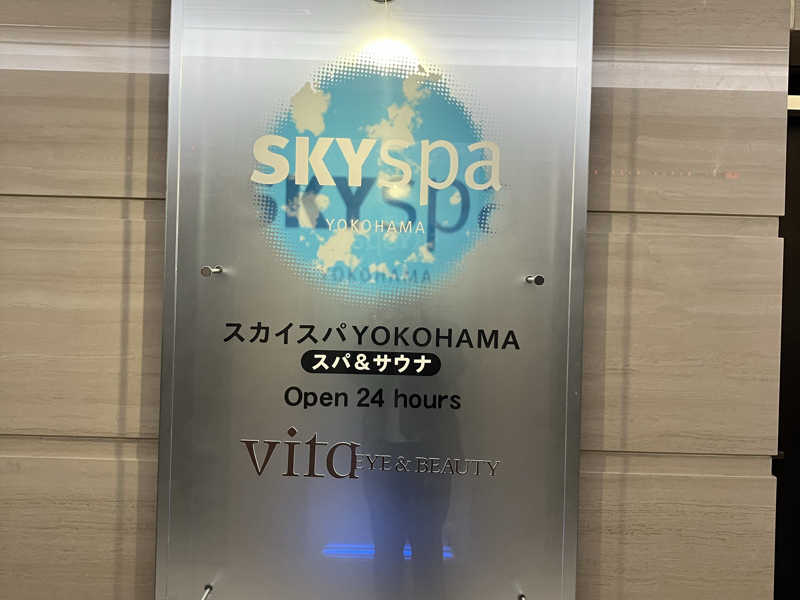 SKYspa
YOKOHAMA
スカイスパYOKOHAMA
スパ&サウナ
Open 24 hours
vita EYE & BEAUTY